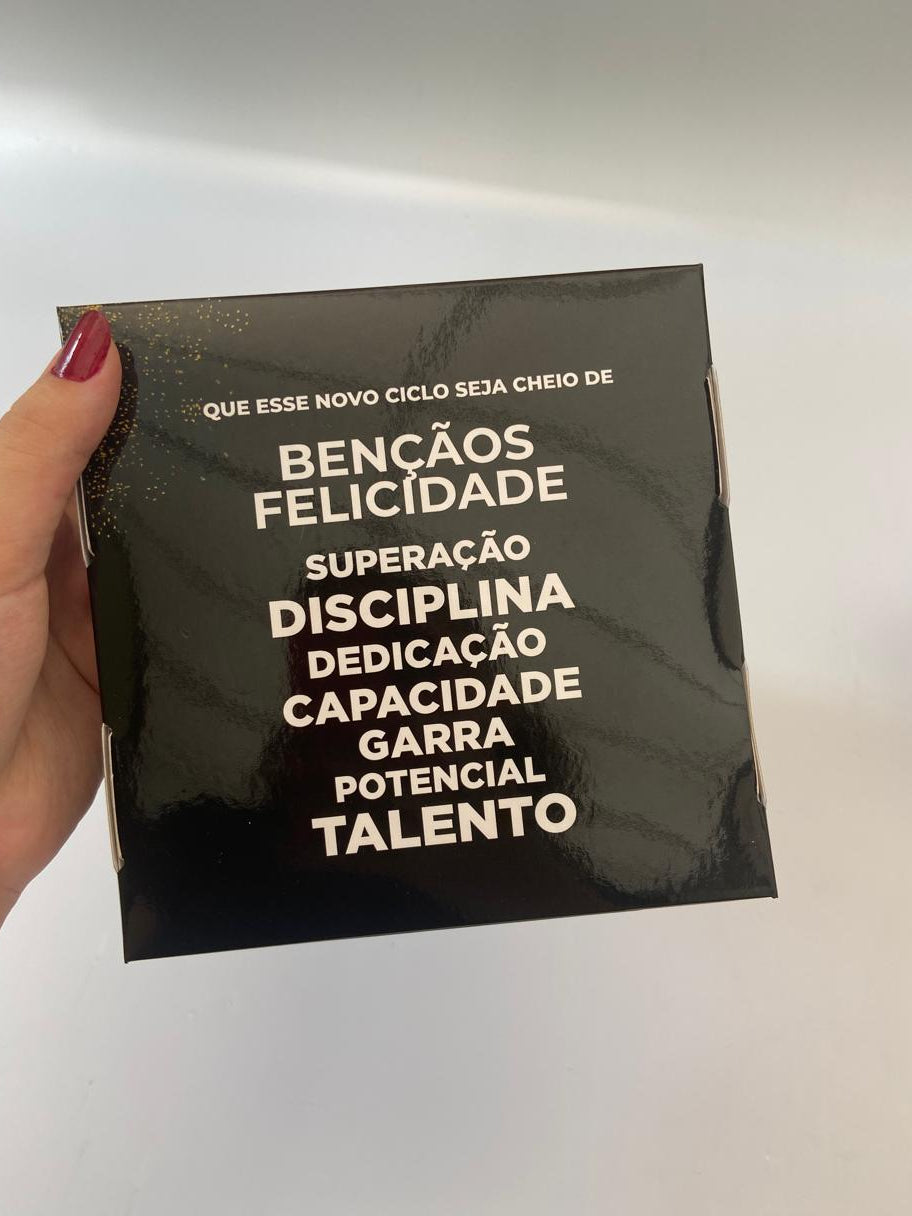 QUE ESSE NOVO CICLO SEJA CHEIO DE
BENÇÃOS
FELICIDADE
SUPERAÇÃO
DISCIPLINA
DEDICAÇÃO
CAPACIDADE
GARRA
POTENCIAL
TALENTO